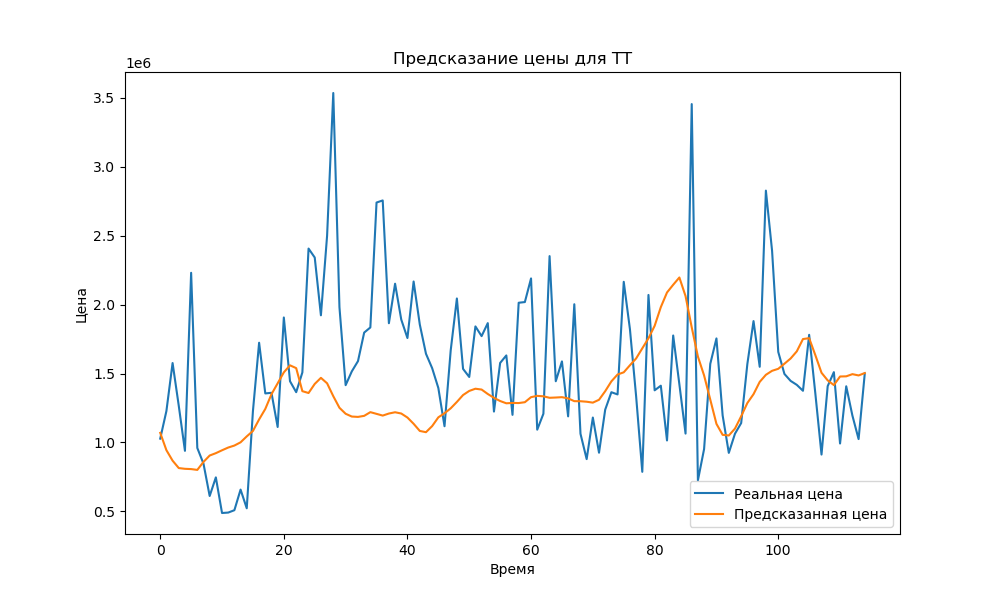 Предсказание цены для TT
1e6
3.5
3.0
2.5
2.0
1.5
1.0
0.5
Цена
0 20 40 60 80 100
Время
Реальная цена
Предсказанная цена